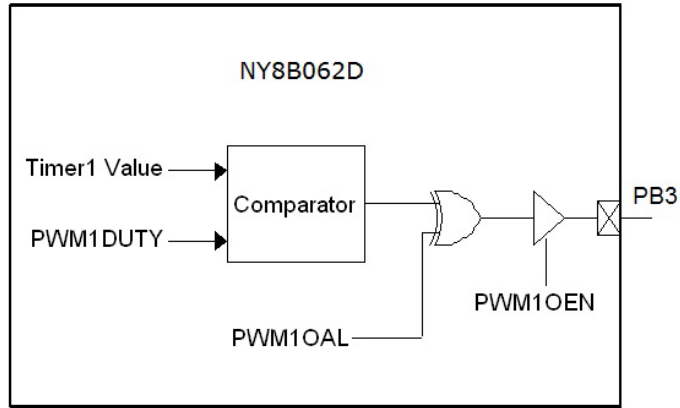 NY8B062D
Timer1 Value
Comparator
PB3
PWM1DUTY
PWM1OEN
PWM1OAL